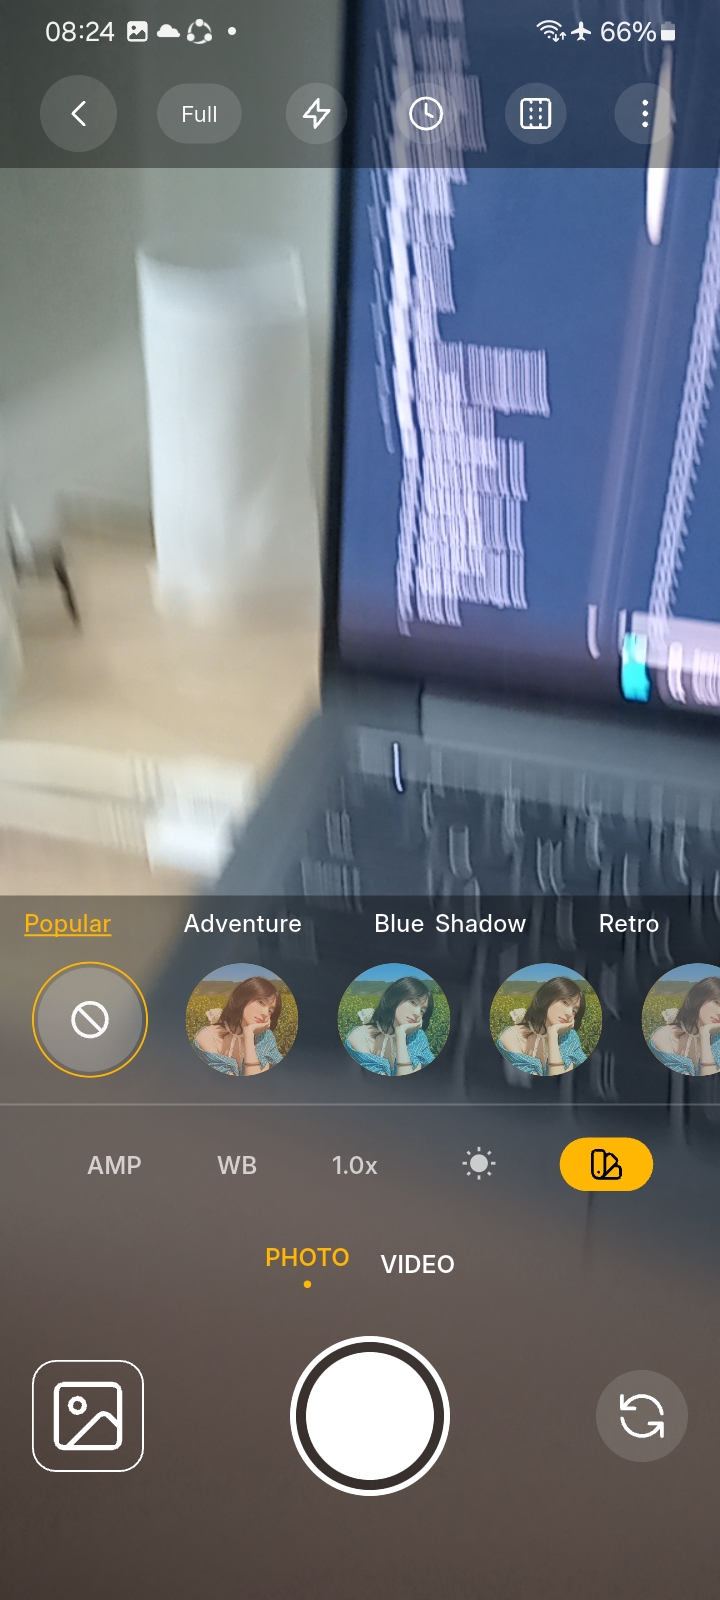 08:24
66%
Full
Popular Adventure Blue Shadow Retro
AMP WB 1.0x
PHOTO VIDEO